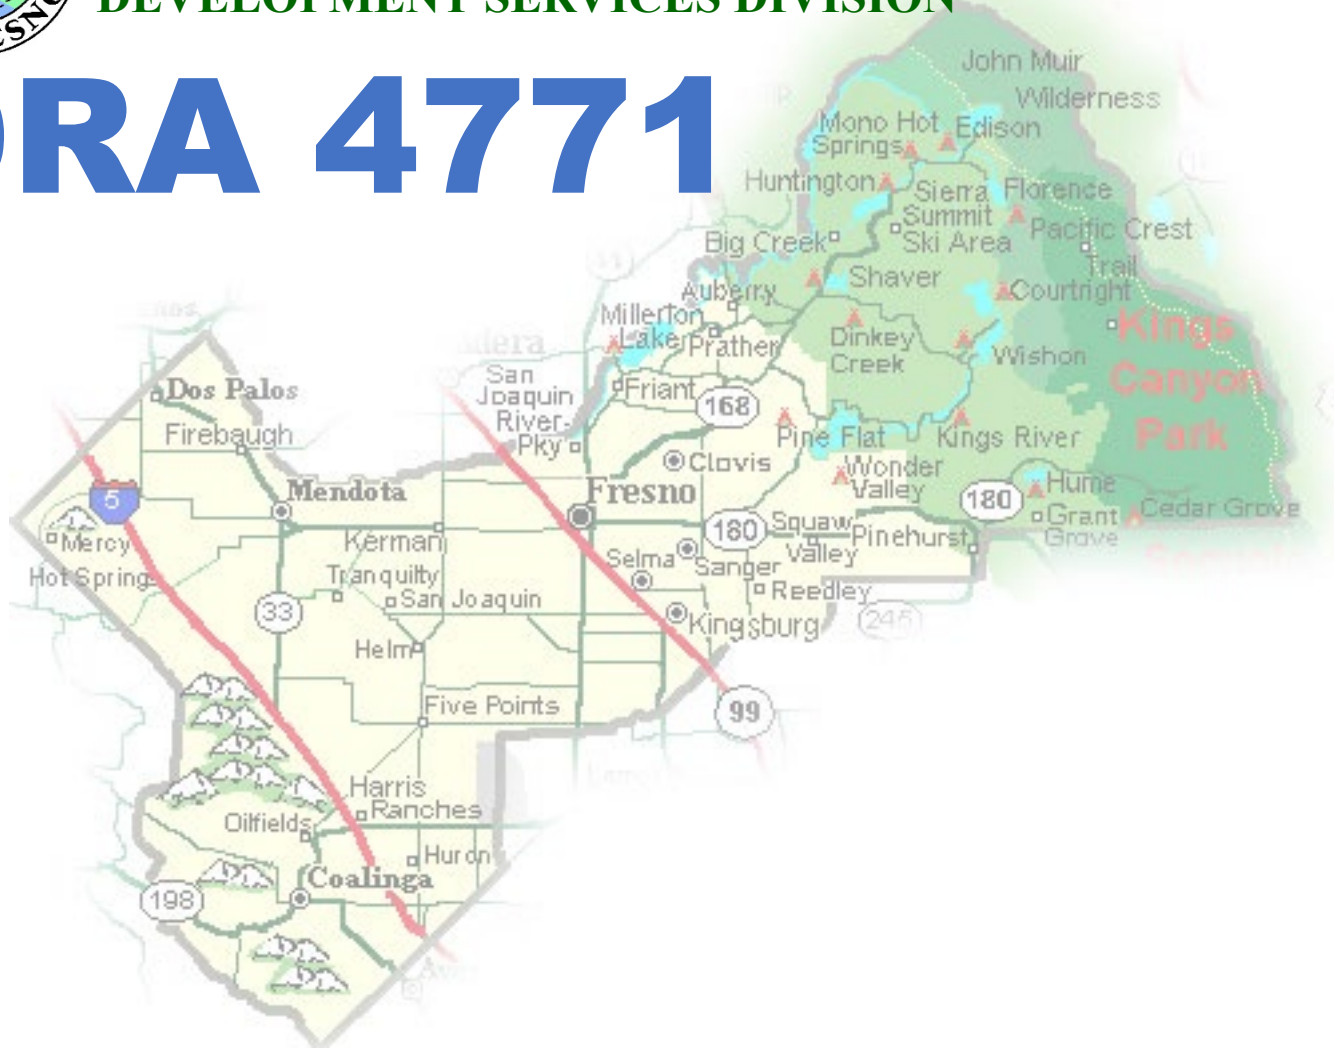 DEVELOPMENT SERVICES DIVISION
DRA 4771
John Muir
Wilderness
Mono Hot
Springs
Edison
Huntington
Sierra
Summit
Ski Area
Florence
Pacific Crest
Trail
Big Creek
Shaver
Courtright
Auberry
Millerton
Lake
Prather
Dinkey
Creek
Wishon
Kings
Canyon
Park
San
Joaquin
River
Pky
Friant
168
Dos Palos
Firebaugh
Pine Flat
Kings River
Clovis
Wonder
Valley
5
Mendota
Fresno
180
Hume
Grant
Grove
Cedar Grove
Mercy
Hot Spring
Kerman
180
Squaw
Valley
Pinehurst
Selma
Sanger
Tranquilty
San Joaquin
Reedley
33
Kingsburg
245
Helm
Five Points
99
Harris
Ranches
Oilfields
Huron
Coalinga
198